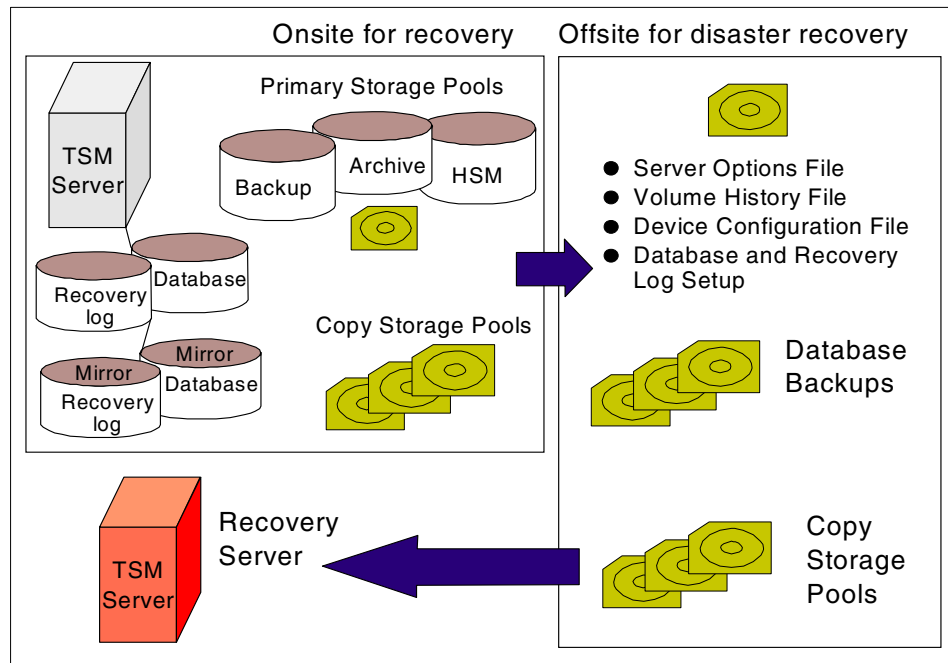 Onsite for recovery
Offsite for disaster recovery
Primary Storage Pools
TSM
Server
Backup
Archive
HSM
Recovery
log
Database
Mirror
Recovery
log
Mirror
Database
Copy Storage Pools
● Server Options File
● Volume History File
● Device Configuration File
● Database and Recovery
Log Setup
Database
Backups
Copy
Storage
Pools
TSM
Server
Recovery
Server